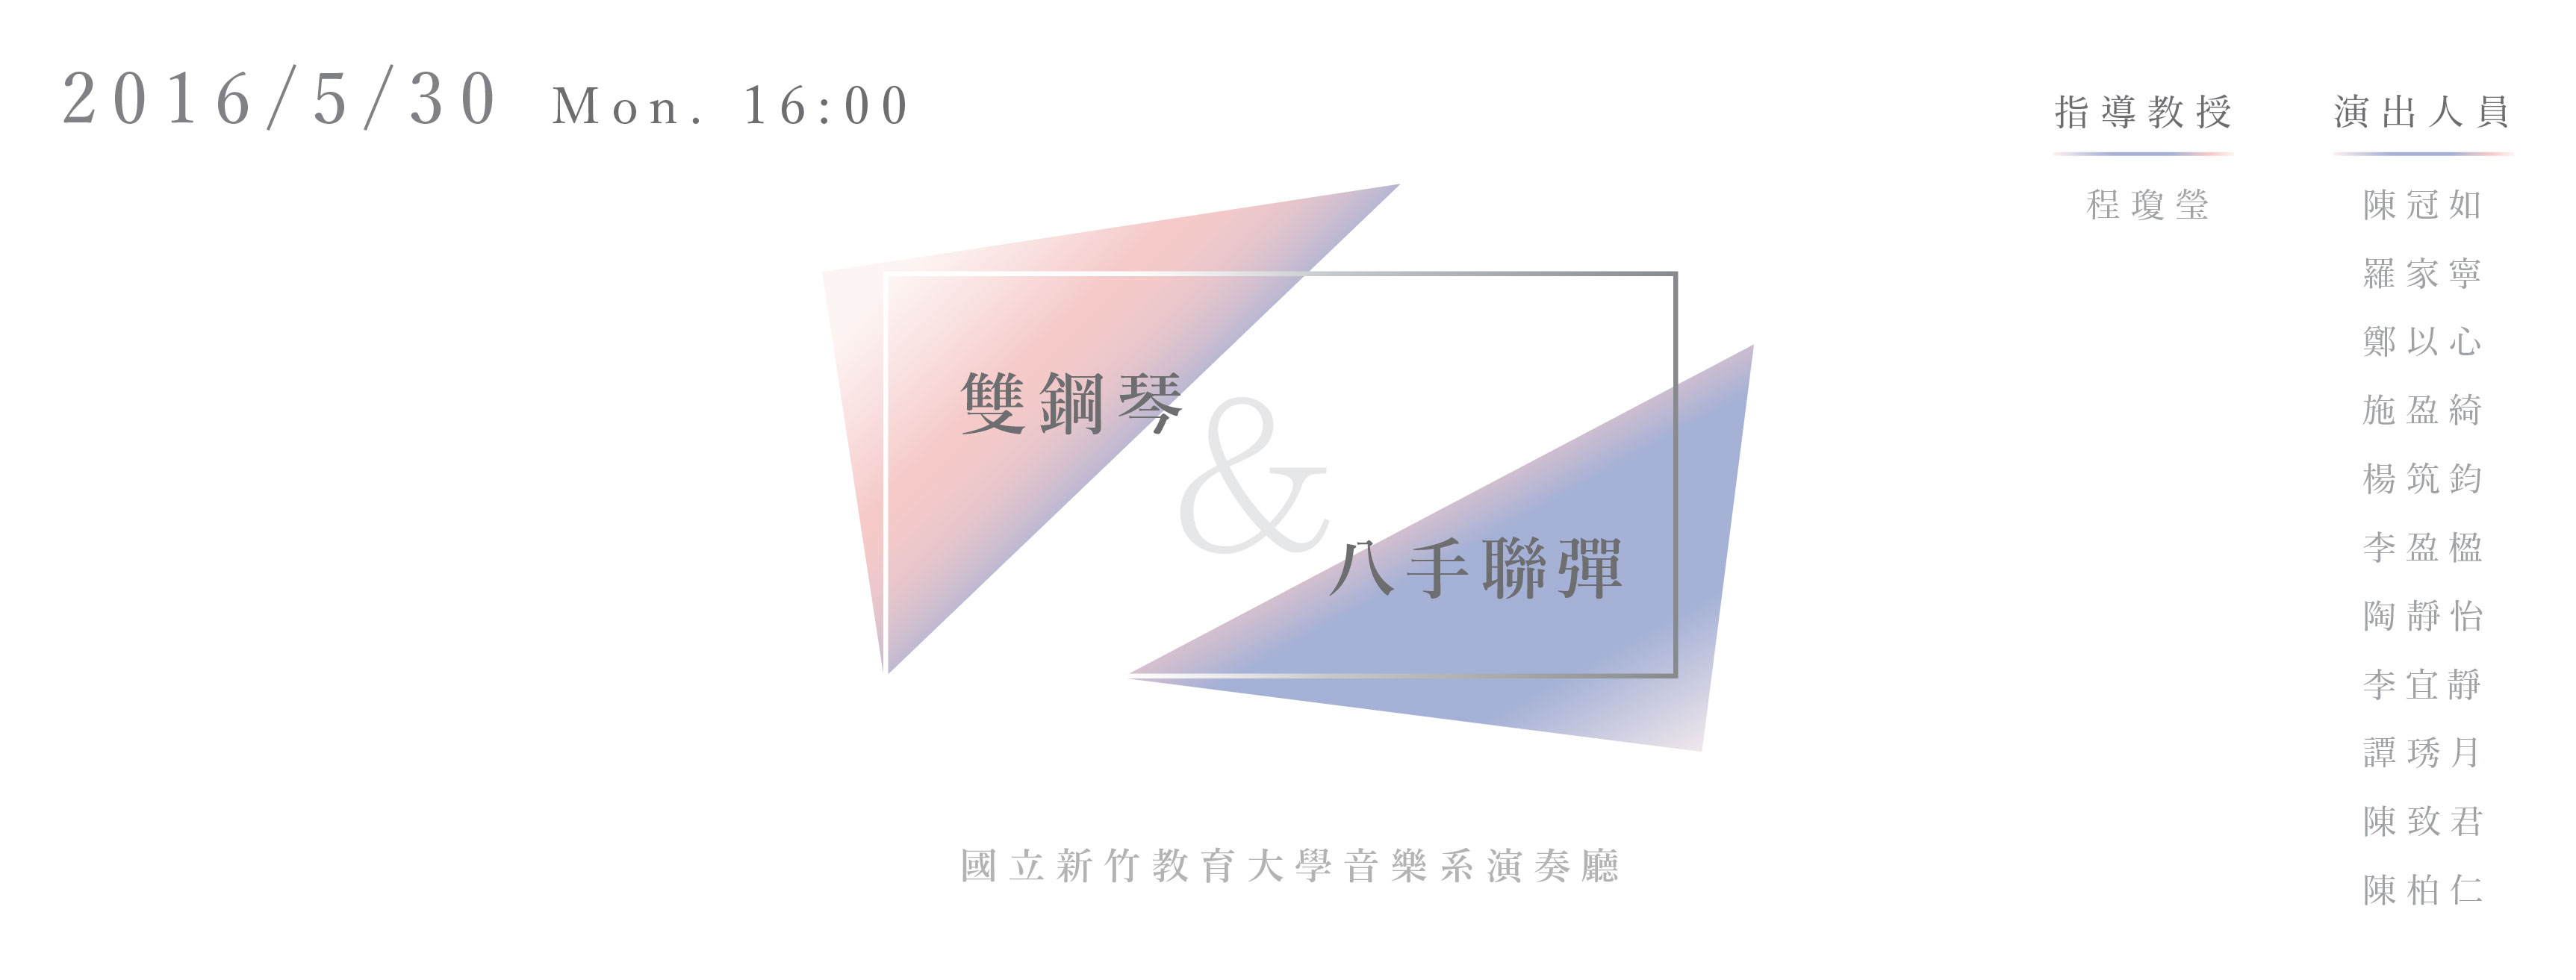 2016/5/30 Mon. 16:00
雙鋼琴
&
八手聯彈
國立新竹教育大學音樂系演奏廳
指導教授
程瓊瑩
演出人員
陳冠如
羅家寧
鄭以心
施盈綺
楊筑鈞
李盈楹
陶靜怡
李宜靜
譚琇月
陳致君
陳柏仁